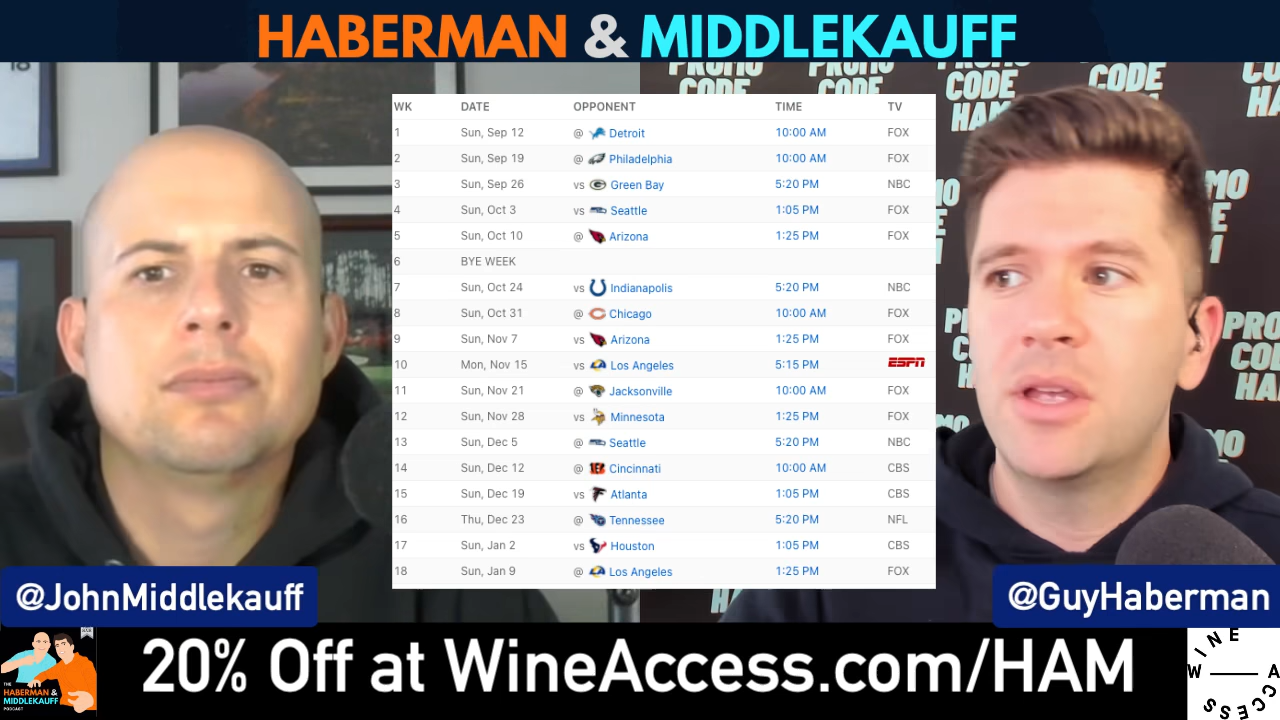 HABERMAN & MIDDLEKAUFF
PROMO CODE HAM
PROMO CODE HAM
WK DATE OPPONENT TIME TV
1 Sun, Sep 12 @ Detroit 10:00 AM FOX
2 Sun, Sep 19 @ Philadelphia 10:00 AM FOX
3 Sun, Sep 26 vs Green Bay 5:20 PM NBC
4 Sun, Oct 3 vs Seattle 1:05 PM FOX
5 Sun, Oct 10 @ Arizona 1:25 PM FOX
6 BYE WEEK
7 Sun, Oct 24 vs Indianapolis 5:20 PM NBC
8 Sun, Oct 31 @ Chicago 10:00 AM FOX
9 Sun, Nov 7 vs Arizona 1:25 PM FOX
10 Mon, Nov 15 vs Los Angeles 5:15 PM ESPN
11 Sun, Nov 21 @ Jacksonville 10:00 AM FOX
12 Sun, Nov 28 vs Minnesota 1:25 PM FOX
13 Sun, Dec 5 @ Seattle 5:20 PM NBC
14 Sun, Dec 12 @ Cincinnati 10:00 AM CBS
15 Sun, Dec 19 vs Atlanta 1:05 PM CBS
16 Thu, Dec 23 @ Tennessee 5:20 PM NFL
17 Sun, Jan 2 vs Houston 1:05 PM CBS
18 Sun, Jan 9 @ Los Angeles 1:25 PM FOX
@JohnMiddlekauff
@GuyHaberman
20% Off at WineAccess.com/HAM
THE
HABERMAN &
MIDDLEKAUFF
PODCAST
WINE ACCESS